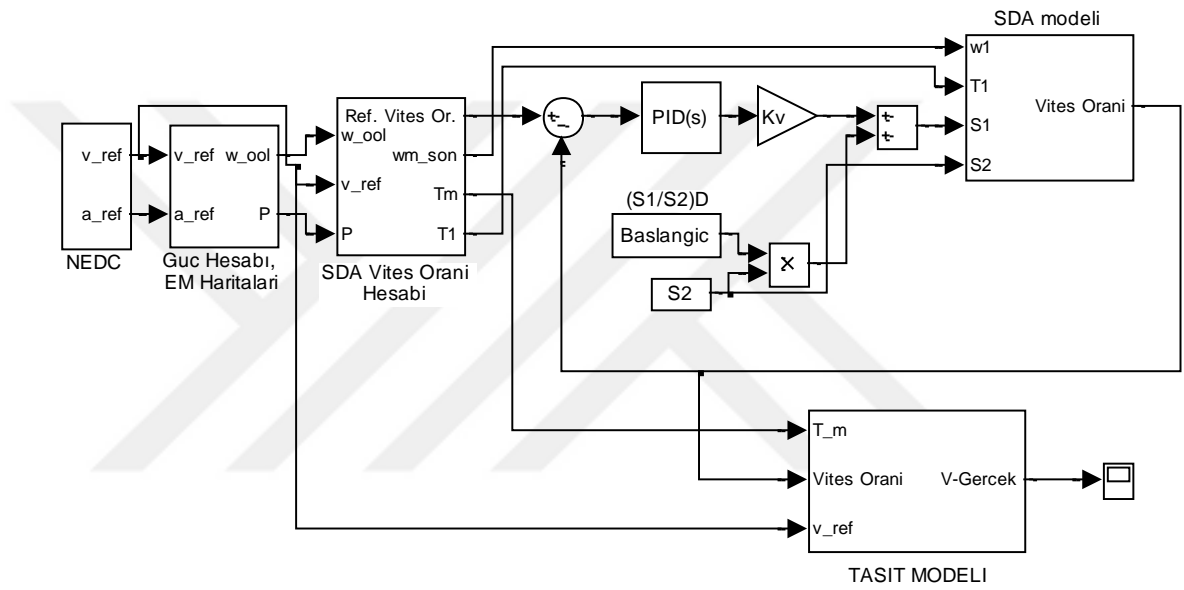 SDA modeli
w1
T1
Vites Orani
S1
S2
Ref. Vites Or.
w_ool
wm_son
v_ref
Tm
P
T1
SDA Vites Orani
Hesabi
PID(s)
Kv
v_ref
a_ref
NEDC
v_ref
w_ool
a_ref
P
Guc Hesabı,
EM Haritalari
(S1/S2)D
Baslangic
S2
T_m
Vites Orani
V-Gercek
v_ref
TASIT MODELI